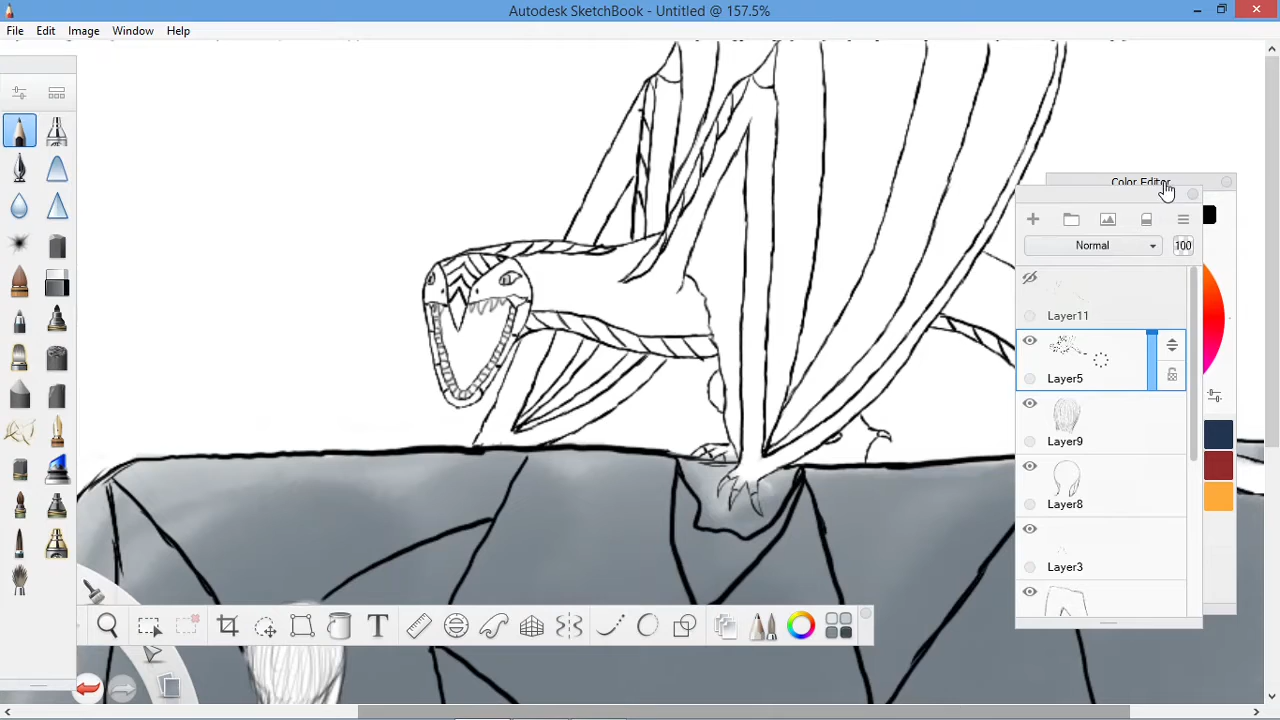 Autodesk SketchBook - Untitled @ 157.5%
File Edit Image Window Help
Color Editor
Normal 100
Layer11
Layer5
Layer9
Layer8
Layer3
T